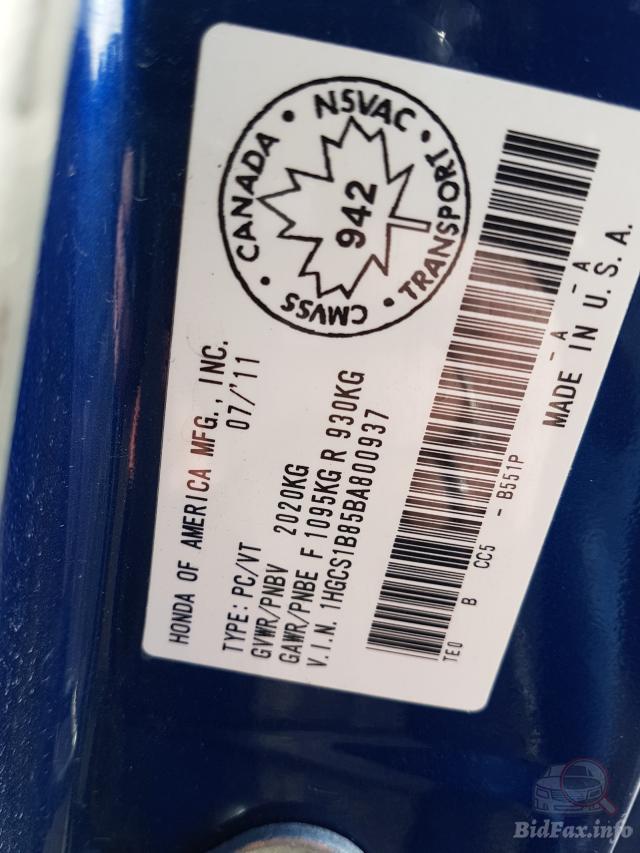 HONDA OF AMERICA MFG., INC.
07/'11
TYPE: PC/VT
GVWR/PNBV 2020KG
GAWR/PNBE F 1095KG R 930KG
V.I.N. 1HGCS1B85BA800937
CANADA • NSVAC • TRANSPORT • CMVSS •
942
TEO B CC5 - B551P - A - A
MADE IN U.S.A.
BidFax.info